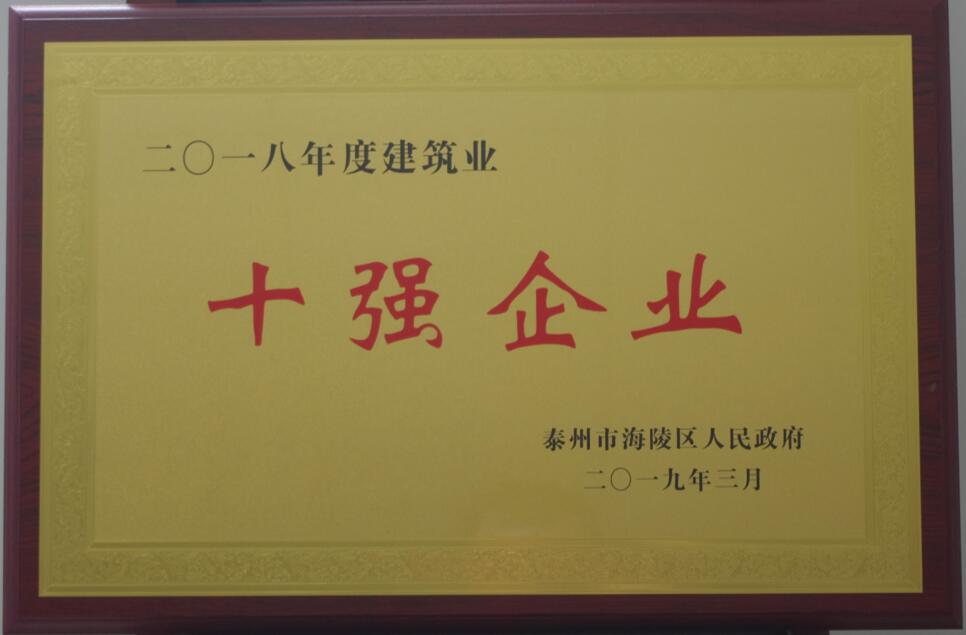 二〇一八年度建筑业
十强企业
泰州市海陵区人民政府
二〇一九年三月